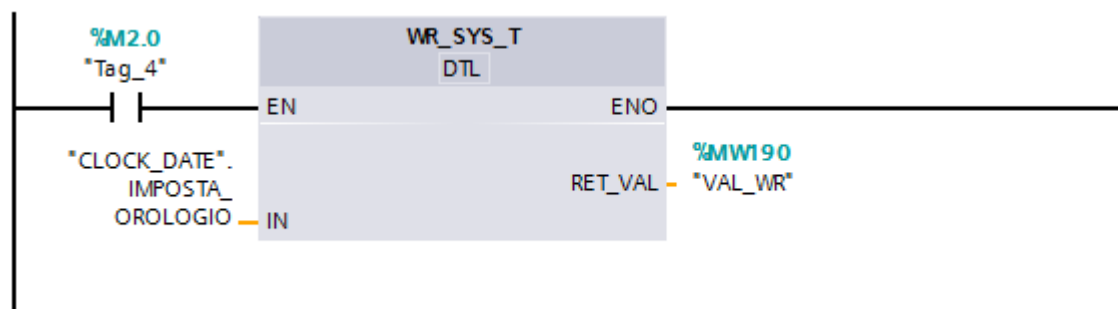 %M2.0
"Tag_4"
WR_SYS_T
DTL
EN
ENO
"CLOCK_DATE".
IMPOSTA_
OROLOGIO
IN
RET_VAL
%MW190
"VAL_WR"